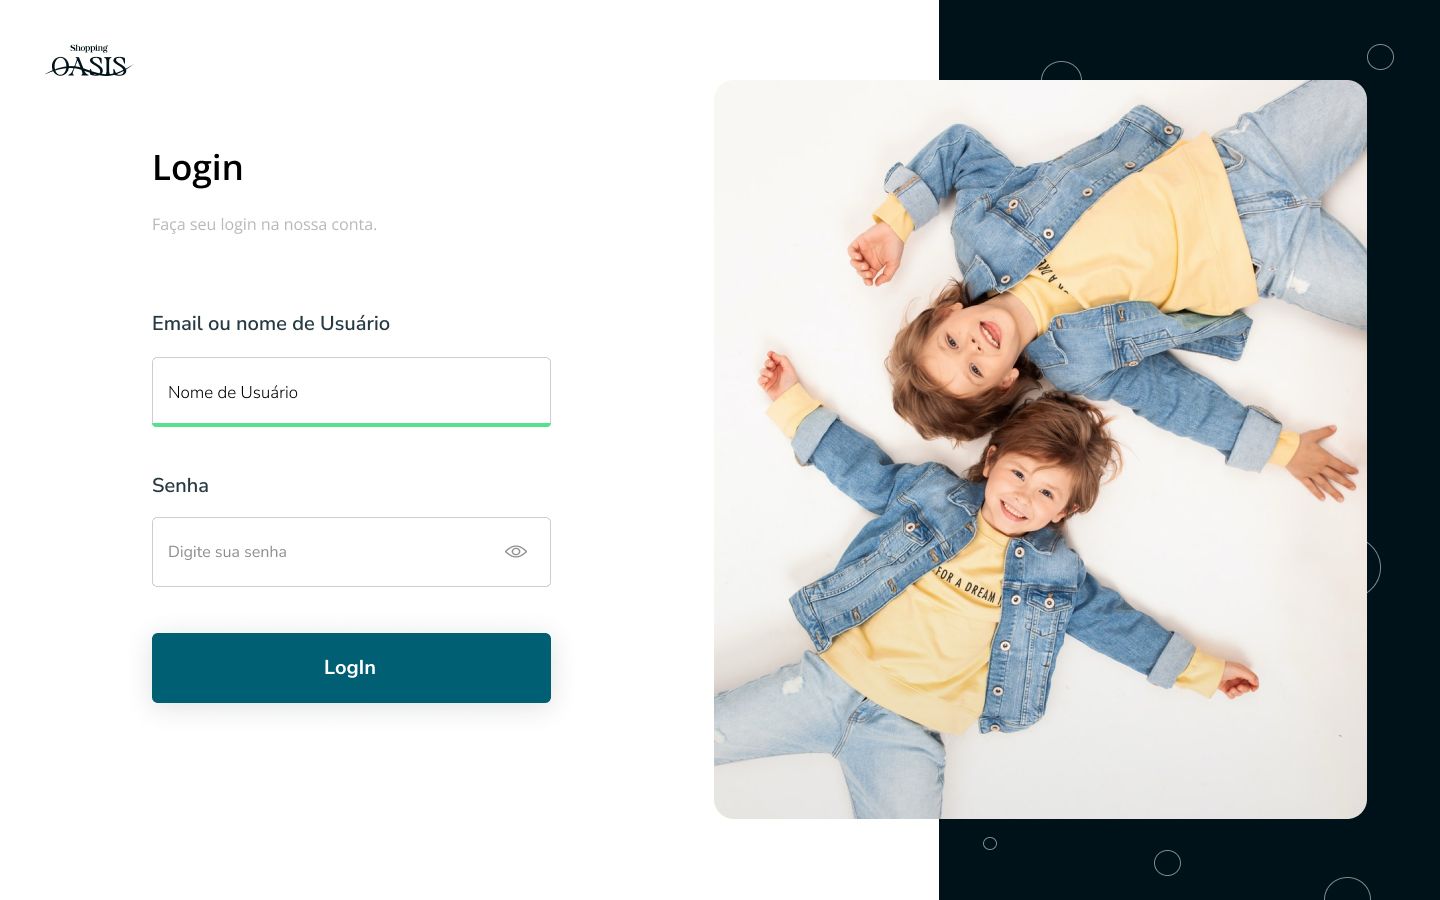 Shopping
OASIS
Login
Faça seu login na nossa conta.
Email ou nome de Usuário
Nome de Usuário
Senha
Digite sua senha
LogIn
FOR A DREAM